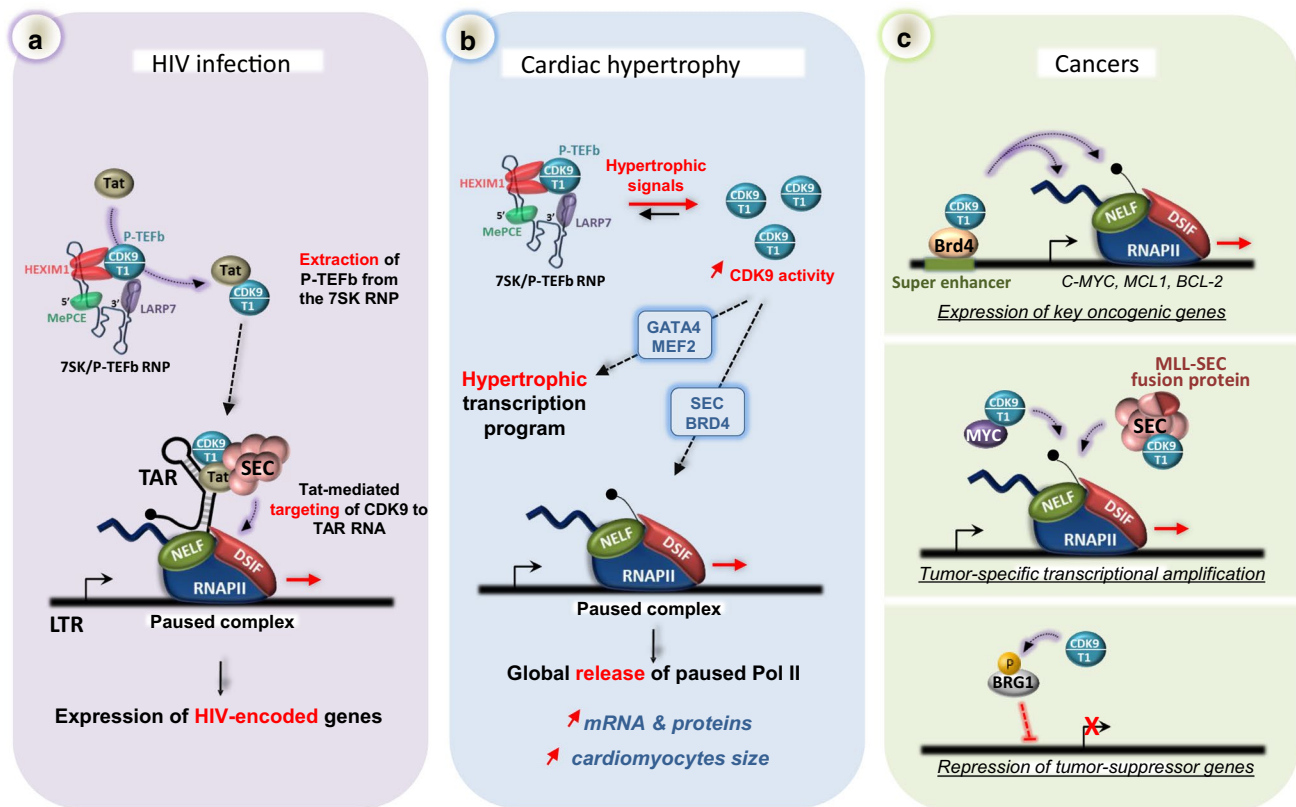 a
HIV infection
Tat
P-TEFb
CDK9
T1
HEXIM1
5'
3'
MePCE
LARP7
7SK/P-TEFb RNP
Tat
CDK9
T1
Extraction of
P-TEFb from
the 7SK RNP
CDK9
T1
Tat
SEC
TAR
Tat-mediated
targeting of CDK9 to
TAR RNA
NELF
DSIF
RNAPII
LTR
Paused complex
Expression of HIV-encoded genes
b
Cardiac hypertrophy
P-TEFb
CDK9
T1
HEXIM1
5'
3'
MePCE
LARP7
7SK/P-TEFb RNP
Hypertrophic
signals
CDK9
T1
CDK9
T1
CDK9
T1
CDK9 activity
GATA4
MEF2
Hypertrophic
transcription
program
SEC
BRD4
NELF
DSIF
RNAPII
Paused complex
Global release of paused Pol II
mRNA & proteins
cardiomyocytes size
c
Cancers
CDK9
T1
Brd4
Super enhancer
NELF
DSIF
RNAPII
C-MYC, MCL1, BCL-2
Expression of key oncogenic genes
MLL-SEC
fusion protein
CDK9
T1
MYC
SEC
CDK9
T1
NELF
DSIF
RNAPII
Tumor-specific transcriptional amplification
P
BRG1
CDK9
T1
X
Repression of tumor-suppressor genes